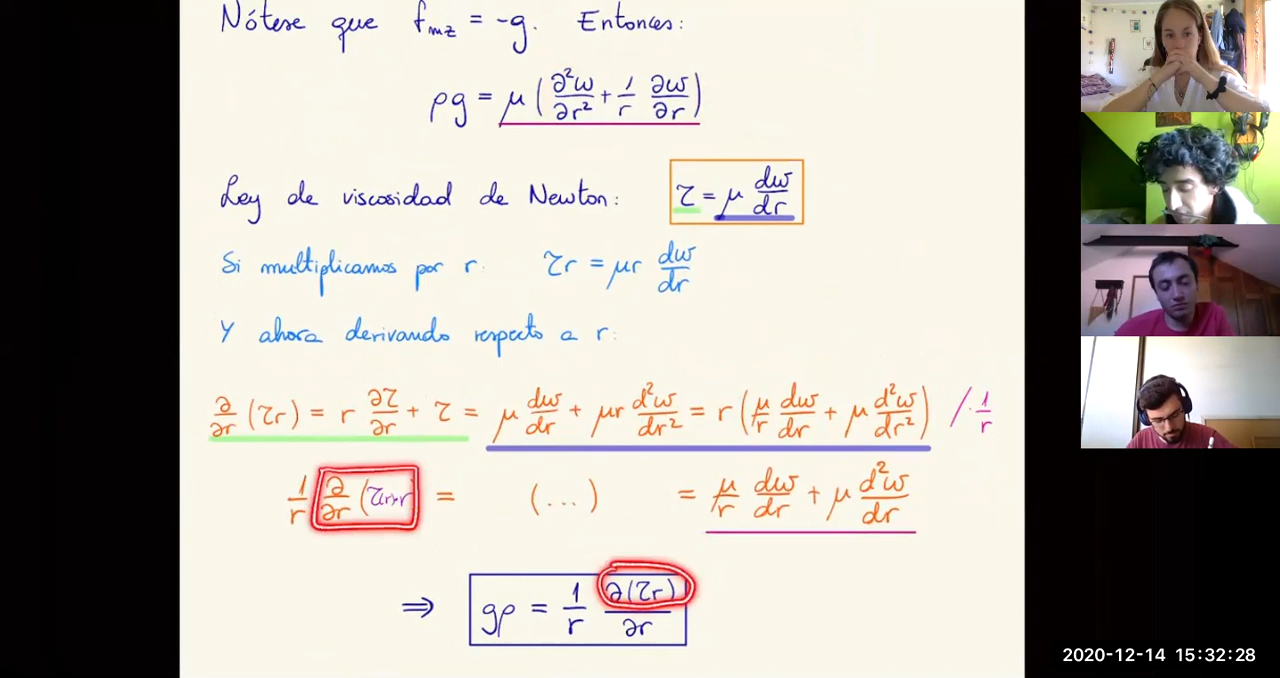 Nótese que f_mz = -g. Entonces:
ρg = μ ( ∂²w/∂r² + 1/r ∂w/∂r )
Ley de viscosidad de Newton: τ = μ dw/dr
Si multiplicamos por r: τr = μr dw/dr
Y ahora derivando respecto a r:
∂/∂r (τr) = r ∂τ/∂r + τ = μ dw/dr + μr d²w/dr² = r ( μ/r dw/dr + μ d²w/dr² ) / · 1/r
1/r ∂/∂r ( = (...) = μ/r dw/dr + μ d²w/dr
⇒ gρ = 1/r ∂(τr)/∂r
2020-12-14 15:32:28